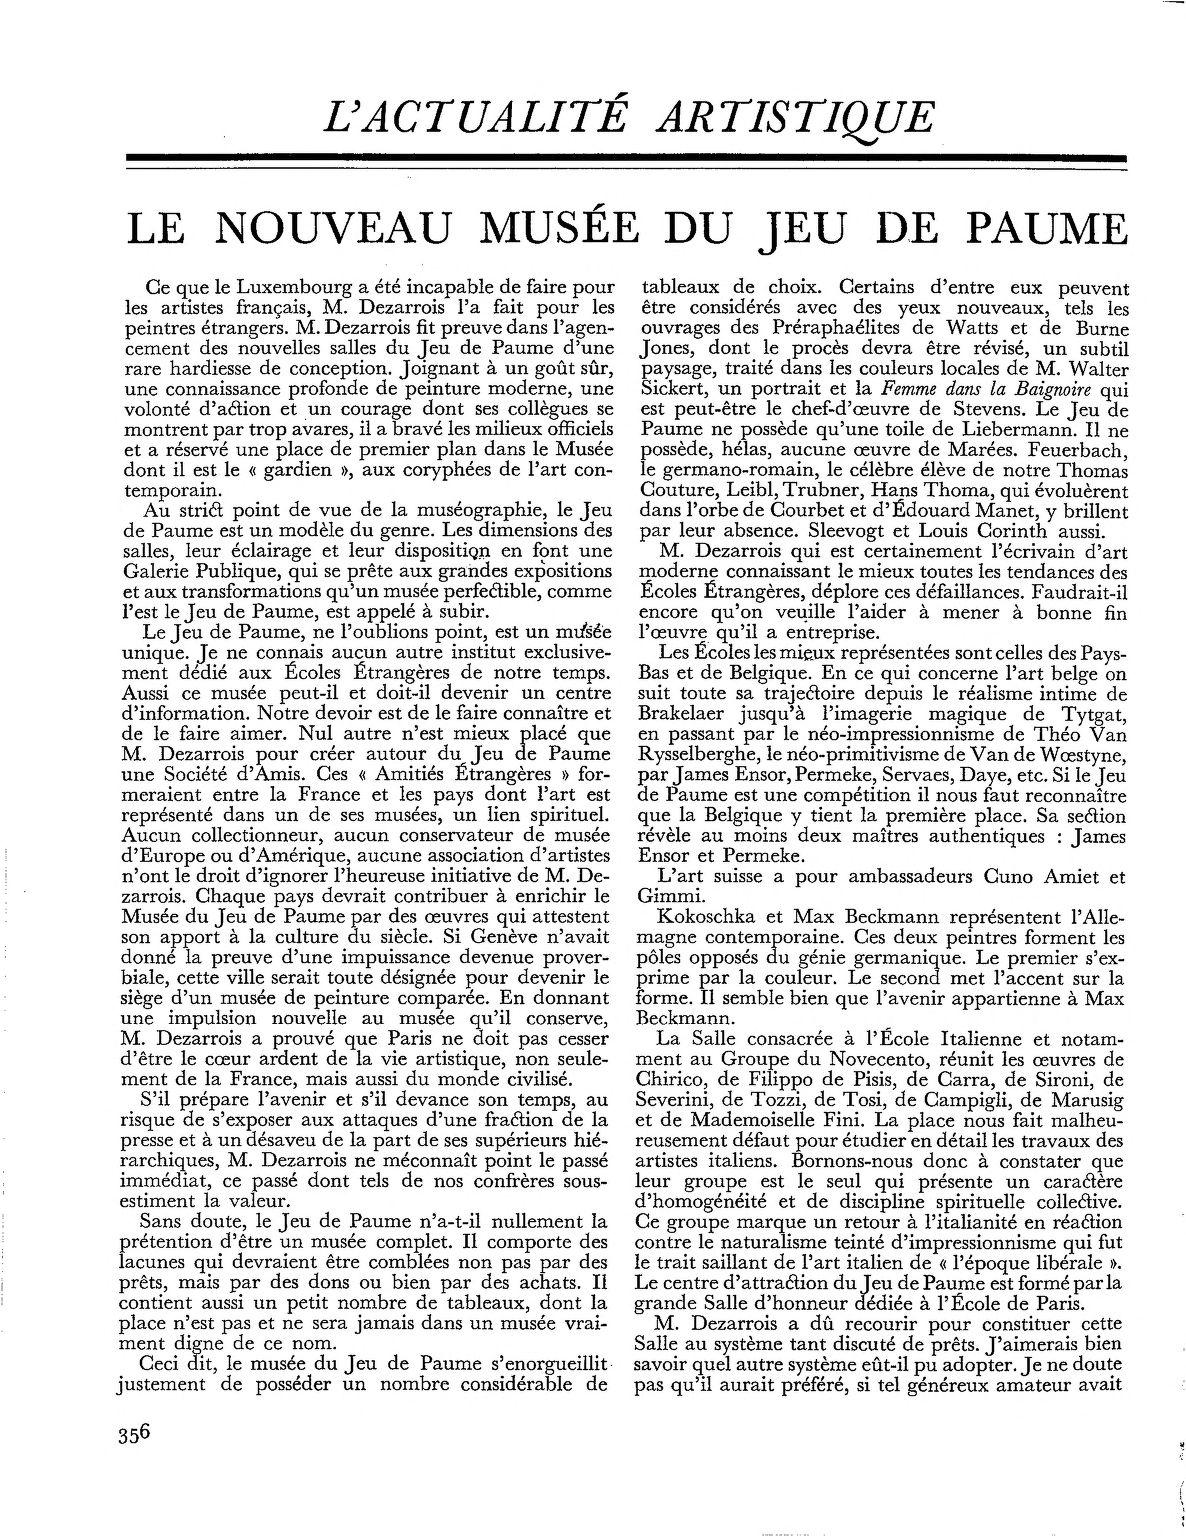 L'ACTUALITÉ ARTISTIQUE
LE NOUVEAU MUSÉE DU JEU DE PAUME
Ce que le Luxembourg a été incapable de faire pour
les artistes français, M. Dezarrois l'a fait pour les
peintres étrangers. M. Dezarrois fit preuve dans l'agen-
cement des nouvelles salles du Jeu de Paume d'une
rare hardiesse de conception. Joignant à un goût sûr,
une connaissance profonde de peinture moderne, une
volonté d'action et un courage dont ses collègues se
montrent par trop avares, il a bravé les milieux officiels
et a réservé une place de premier plan dans le Musée
dont il est le « gardien », aux coryphées de l'art con-
temporain.
Au strict point de vue de la muséographie, le Jeu
de Paume est un modèle du genre. Les dimensions des
salles, leur éclairage et leur disposition en font une
Galerie Publique, qui se prête aux grandes expositions
et aux transformations qu'un musée perfectible, comme
l'est le Jeu de Paume, est appelé à subir.
Le Jeu de Paume, ne l'oublions point, est un musée
unique. Je ne connais aucun autre institut exclusive-
ment dédié aux Écoles Étrangères de notre temps.
Aussi ce musée peut-il et doit-il devenir un centre
d'information. Notre devoir est de le faire connaître et
de le faire aimer. Nul autre n'est mieux placé que
M. Dezarrois pour créer autour du Jeu de Paume
une Société d'Amis. Ces « Amitiés Étrangères » for-
meraient entre la France et les pays dont l'art est
représenté dans un de ses musées, un lien spirituel.
Aucun collectionneur, aucun conservateur de musée
d'Europe ou d'Amérique, aucune association d'artistes
n'ont le droit d'ignorer l'heureuse initiative de M. De-
zarrois. Chaque pays devrait contribuer à enrichir le
Musée du Jeu de Paume par des œuvres qui attestent
son apport à la culture du siècle. Si Genève n'avait
donné la preuve d'une impuissance devenue prover-
biale, cette ville serait toute désignée pour devenir le
siège d'un musée de peinture comparée. En donnant
une impulsion nouvelle au musée qu'il conserve,
M. Dezarrois a prouvé que Paris ne doit pas cesser
d'être le cœur ardent de la vie artistique, non seule-
ment de la France, mais aussi du monde civilisé.
S'il prépare l'avenir et s'il devance son temps, au
risque de s'exposer aux attaques d'une fraction de la
presse et à un désaveu de la part de ses supérieurs hié-
rarchiques, M. Dezarrois ne méconnaît point le passé
immédiat, ce passé dont tels de nos confrères sous-
estiment la valeur.
Sans doute, le Jeu de Paume n'a-t-il nullement la
prétention d'être un musée complet. Il comporte des
lacunes qui devraient être comblées non pas par des
prêts, mais par des dons ou bien par des achats. Il
contient aussi un petit nombre de tableaux, dont la
place n'est pas et ne sera jamais dans un musée vrai-
ment digne de ce nom.
Ceci dit, le musée du Jeu de Paume s'enorgueillit
justement de posséder un nombre considérable de
tableaux de choix. Certains d'entre eux peuvent
être considérés avec des yeux nouveaux, tels les
ouvrages des Préraphaélites de Watts et de Burne
Jones, dont le procès devra être révisé, un subtil
paysage, traité dans les couleurs locales de M. Walter
Sickert, un portrait et la Femme dans la Baignoire qui
est peut-être le chef-d'œuvre de Stevens. Le Jeu de
Paume ne possède qu'une toile de Liebermann. Il ne
possède, hélas, aucune œuvre de Marées. Feuerbach,
le germano-romain, le célèbre élève de notre Thomas
Couture, Leibl, Trubner, Hans Thoma, qui évoluèrent
dans l'orbe de Courbet et d'Édouard Manet, y brillent
par leur absence. Sleevogt et Louis Corinth aussi.
M. Dezarrois qui est certainement l'écrivain d'art
moderne connaissant le mieux toutes les tendances des
Écoles Étrangères, déplore ces défaillances. Faudrait-il
encore qu'on veuille l'aider à mener à bonne fin
l'œuvre qu'il a entreprise.
Les Écoles les mieux représentées sont celles des Pays-
Bas et de Belgique. En ce qui concerne l'art belge on
suit toute sa trajectoire depuis le réalisme intime de
Brakelaer jusqu'à l'imagerie magique de Tytgat,
en passant par le néo-impressionnisme de Théo Van
Rysselberghe, le néo-primitivisme de Van de Wœstyne,
par James Ensor, Permeke, Servaes, Daye, etc. Si le Jeu
de Paume est une compétition il nous faut reconnaître
que la Belgique y tient la première place. Sa section
révèle au moins deux maîtres authentiques : James
Ensor et Permeke.
L'art suisse a pour ambassadeurs Cuno Amiet et
Gimmi.
Kokoschka et Max Beckmann représentent l'Alle-
magne contemporaine. Ces deux peintres forment les
pôles opposés du génie germanique. Le premier s'ex-
prime par la couleur. Le second met l'accent sur la
forme. Il semble bien que l'avenir appartienne à Max
Beckmann.
La Salle consacrée à l'École Italienne et notam-
ment au Groupe du Novecento, réunit les œuvres de
Chirico, de Filippo de Pisis, de Carra, de Sironi, de
Severini, de Tozzi, de Tosi, de Campigli, de Marusig
et de Mademoiselle Fini. La place nous fait malheu-
reusement défaut pour étudier en détail les travaux des
artistes italiens. Bornons-nous donc à constater que
leur groupe est le seul qui présente un caractère
d'homogénéité et de discipline spirituelle collective.
Ce groupe marque un retour à l'italianité en réaction
contre le naturalisme teinté d'impressionnisme qui fut
le trait saillant de l'art italien de « l'époque libérale ».
Le centre d'attraction du Jeu de Paume est formé par la
grande Salle d'honneur dédiée à l'École de Paris.
M. Dezarrois a dû recourir pour constituer cette
Salle au système tant discuté de prêts. J'aimerais bien
savoir quel autre système eût-il pu adopter. Je ne doute
pas qu'il aurait préféré, si tel généreux amateur avait
356